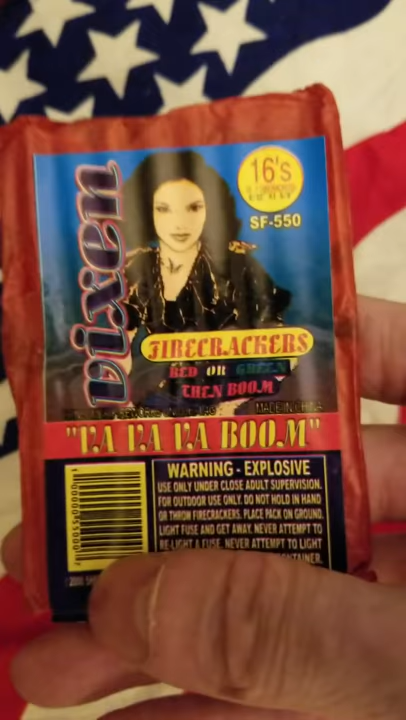 vixen
16's
SF-550
FIRECRACKERS
RED OR GREEN
THEN BOOM
MADE IN CHINA
"VA VA VA BOOM"
WARNING - EXPLOSIVE
USE ONLY UNDER CLOSE ADULT SUPERVISION.
FOR OUTDOOR USE ONLY. DO NOT HOLD IN HAND
OR THROW FIRECRACKERS. PLACE PACK ON GROUND,
LIGHT FUSE AND GET AWAY. NEVER ATTEMPT TO
RE-LIGHT A FUSE. NEVER ATTEMPT TO LIGHT
CONTAINER.